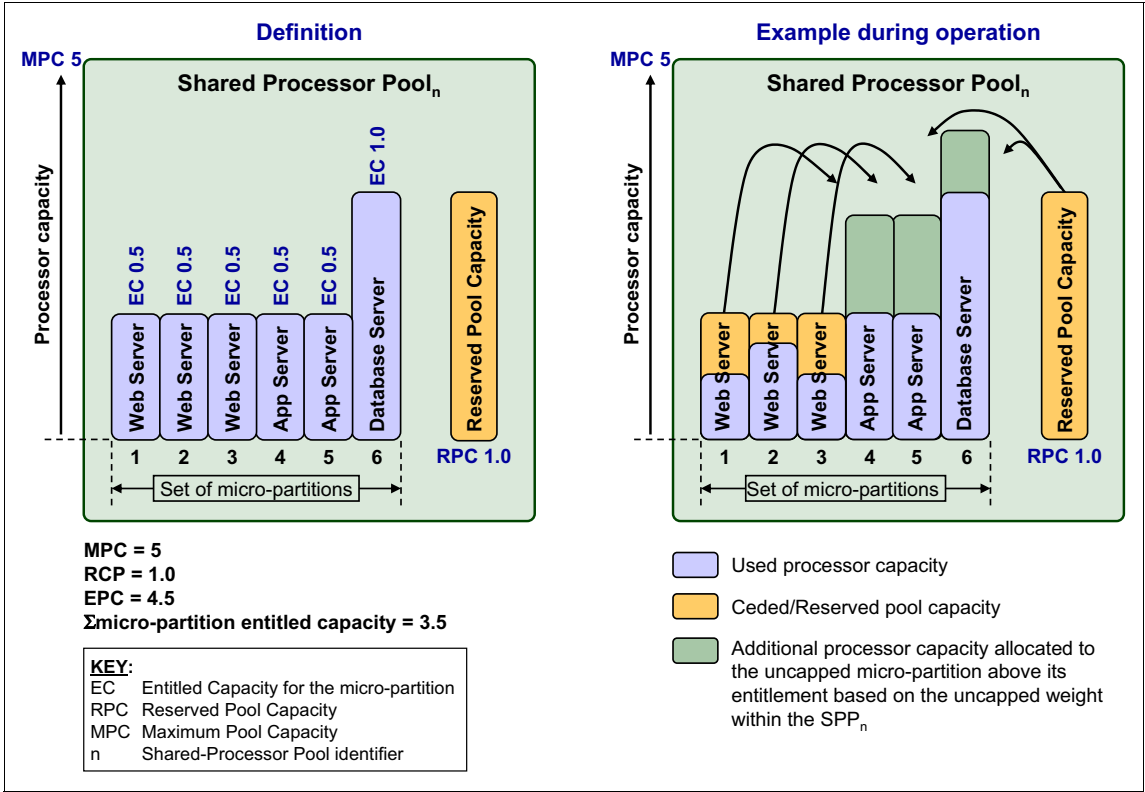 Definition
MPC 5
Shared Processor Pooln
Processor capacity
EC 0.5
EC 0.5
EC 0.5
EC 0.5
EC 0.5
EC 1.0
Web Server
Web Server
Web Server
App Server
App Server
Database Server
Reserved Pool Capacity
1 2 3 4 5 6
RPC 1.0
Set of micro-partitions
MPC = 5
RCP = 1.0
EPC = 4.5
Σmicro-partition entitled capacity = 3.5
KEY:
EC Entitled Capacity for the micro-partition
RPC Reserved Pool Capacity
MPC Maximum Pool Capacity
n Shared-Processor Pool identifier
Example during operation
MPC 5
Shared Processor Pooln
Processor capacity
Web Server
Web Server
Web Server
App Server
App Server
Database Server
Reserved Pool Capacity
1 2 3 4 5 6
RPC 1.0
Set of micro-partitions
Used processor capacity
Ceded/Reserved pool capacity
Additional processor capacity allocated to
the uncapped micro-partition above its
entitlement based on the uncapped weight
within the SPPn